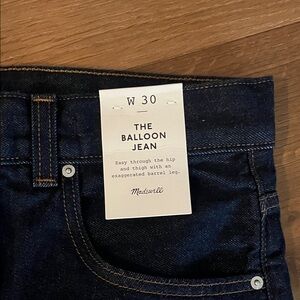 W 30
THE
BALLOON
JEAN
Easy through the hip
and thigh with an
exaggerated barrel leg.
Madewell